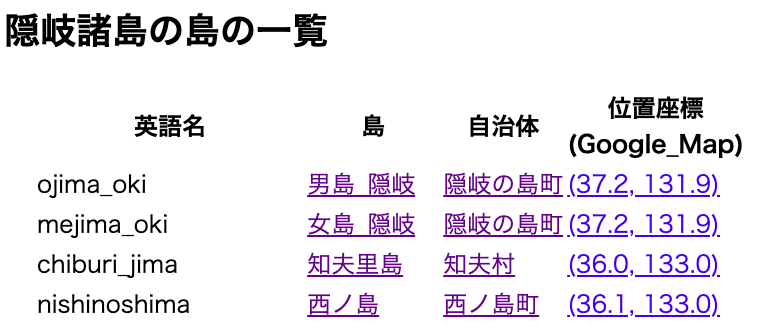 隠岐諸島の島の一覧
英語名 島 自治体 位置座標
(Google_Map)
ojima_oki 男島_隠岐 隠岐の島町 (37.2, 131.9)
mejima_oki 女島_隠岐 隠岐の島町 (37.2, 131.9)
chiburi_jima 知夫里島 知夫村 (36.0, 133.0)
nishinoshima 西ノ島 西ノ島町 (36.1, 133.0)